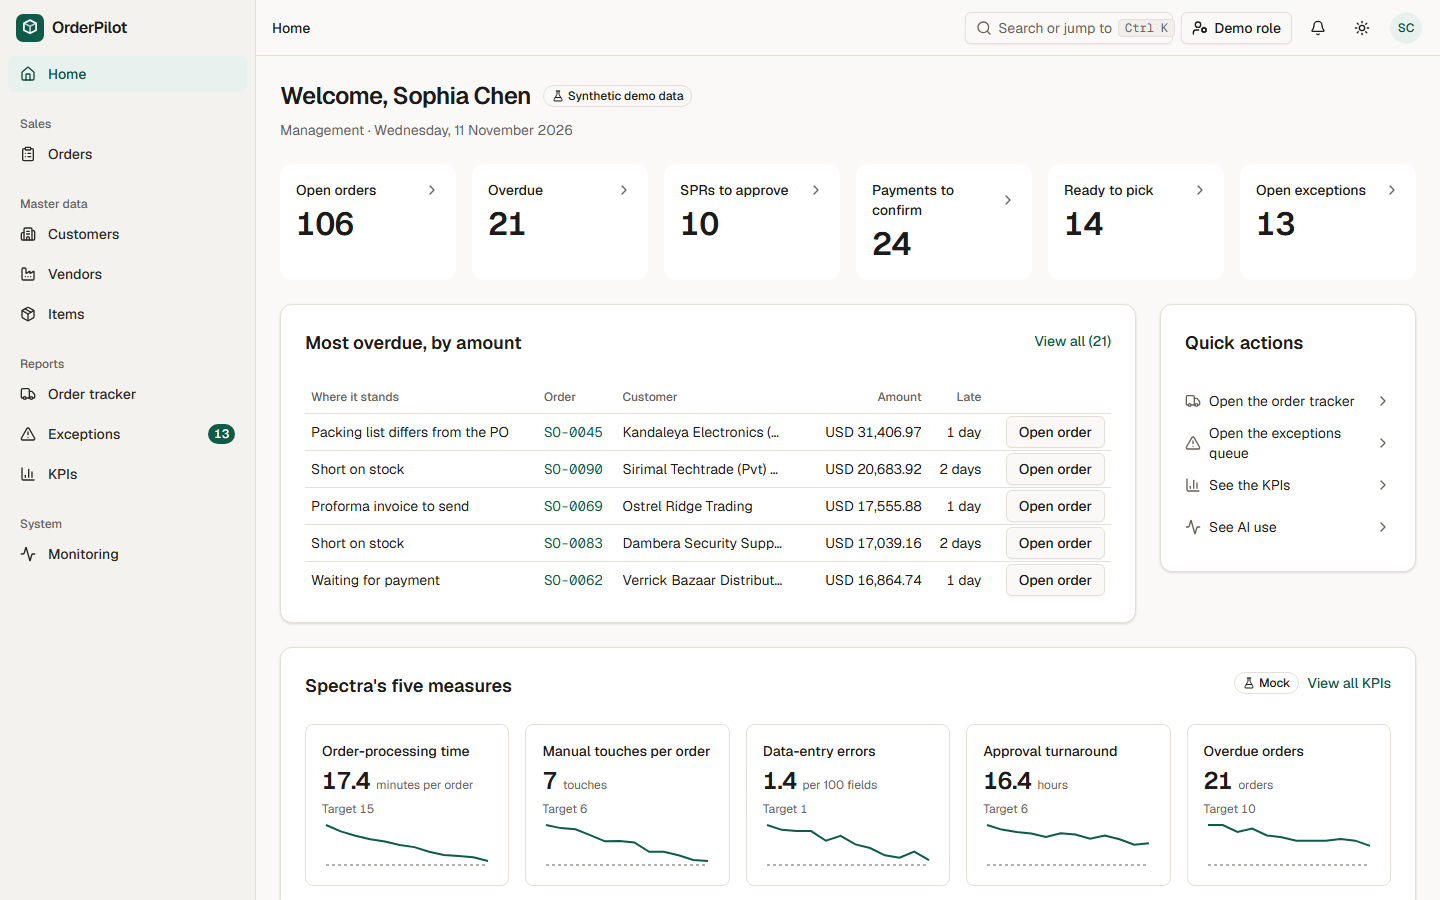 OrderPilot
Home
Sales
Orders
Master data
Customers
Vendors
Items
Reports
Order tracker
Exceptions 13
KPIs
System
Monitoring
Home
Search or jump to Ctrl K
Demo role
SC
Welcome, Sophia Chen
Synthetic demo data
Management · Wednesday, 11 November 2026
Open orders
106
Overdue
21
SPRs to approve
10
Payments to
confirm
24
Ready to pick
14
Open exceptions
13
Most overdue, by amount
View all (21)
Where it stands Order Customer Amount Late
Packing list differs from the PO SO-0045 Kandaleya Electronics (... USD 31,406.97 1 day Open order
Short on stock SO-0090 Sirimal Techtrade (Pvt) ... USD 20,683.92 2 days Open order
Proforma invoice to send SO-0069 Ostrel Ridge Trading USD 17,555.88 1 day Open order
Short on stock SO-0083 Dambera Security Supp... USD 17,039.16 2 days Open order
Waiting for payment SO-0062 Verrick Bazaar Distribut... USD 16,864.74 1 day Open order
Quick actions
Open the order tracker
Open the exceptions
queue
See the KPIs
See AI use
Spectra's five measures
Mock
View all KPIs
Order-processing time
17.4 minutes per order
Target 15
Manual touches per order
7 touches
Target 6
Data-entry errors
1.4 per 100 fields
Target 1
Approval turnaround
16.4 hours
Target 6
Overdue orders
21 orders
Target 10